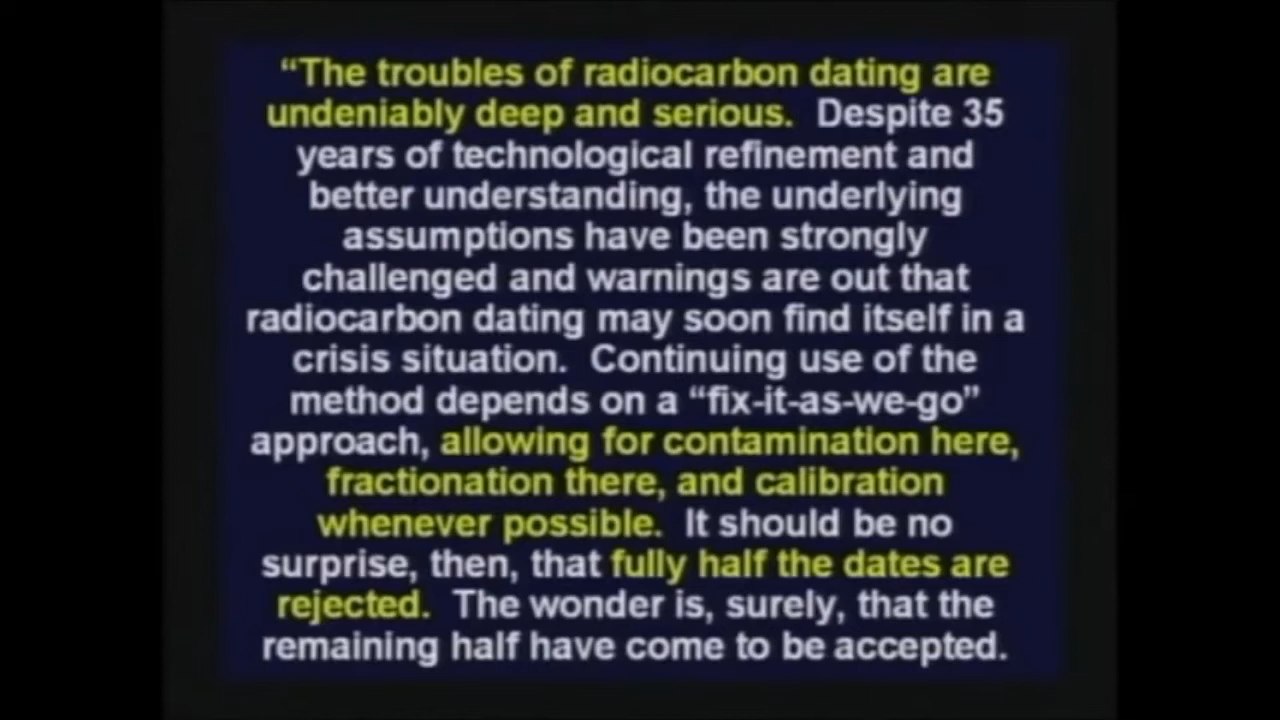 “The troubles of radiocarbon dating are
undeniably deep and serious. Despite 35
years of technological refinement and
better understanding, the underlying
assumptions have been strongly
challenged and warnings are out that
radiocarbon dating may soon find itself in a
crisis situation. Continuing use of the
method depends on a “fix-it-as-we-go”
approach, allowing for contamination here,
fractionation there, and calibration
whenever possible. It should be no
surprise, then, that fully half the dates are
rejected. The wonder is, surely, that the
remaining half have come to be accepted.